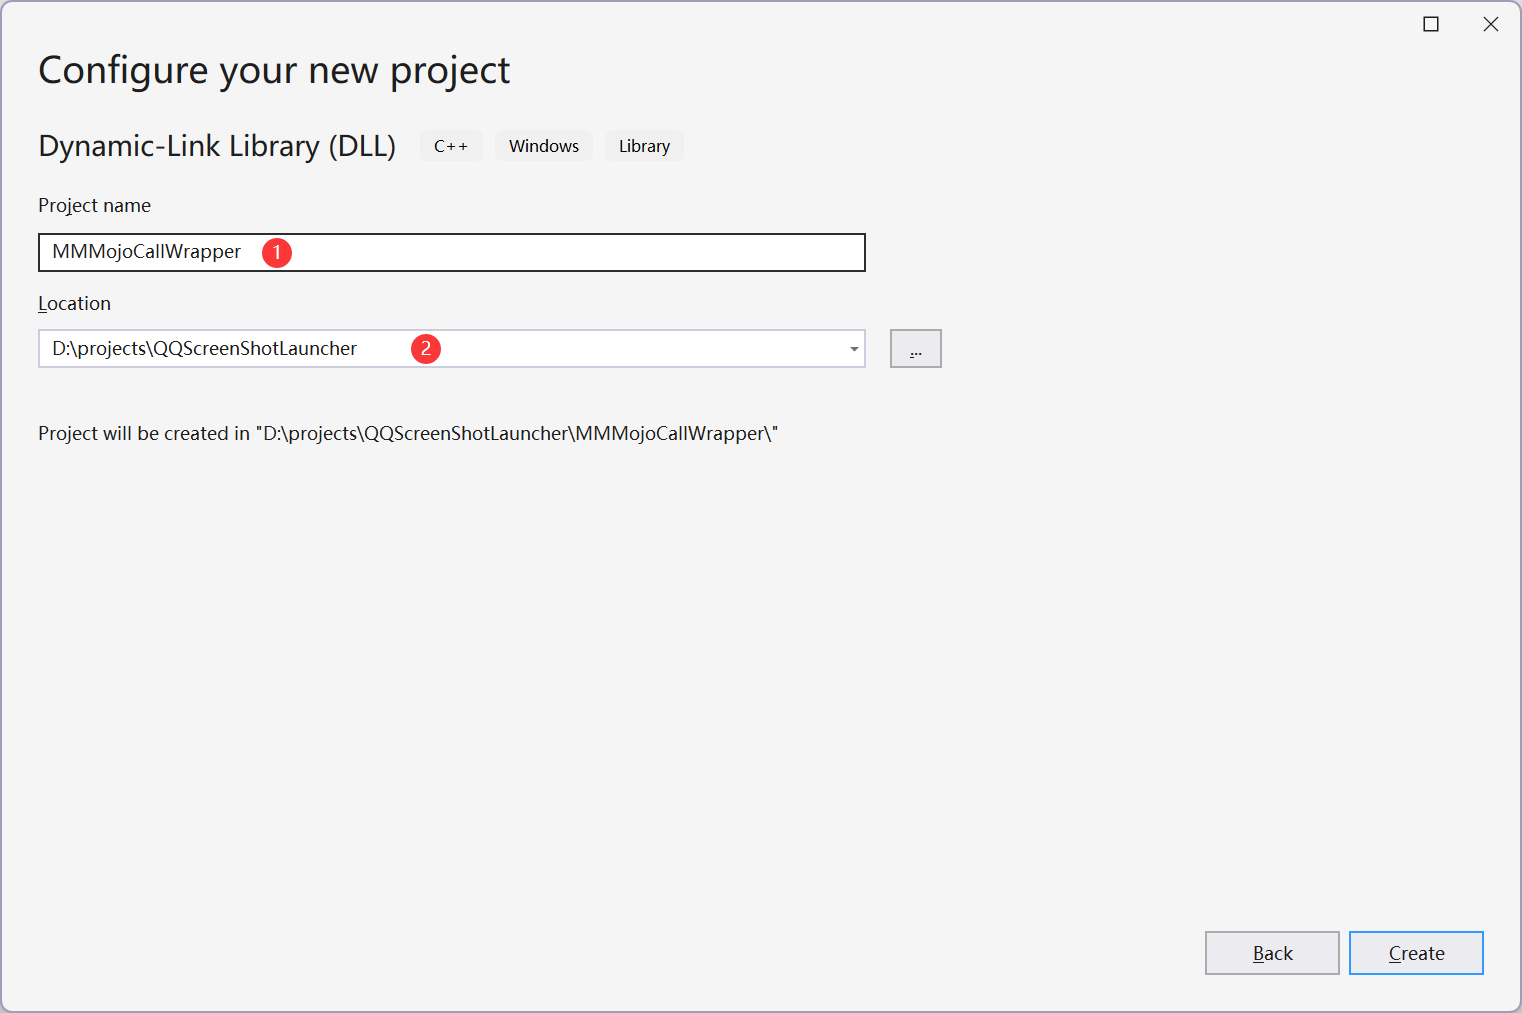 Configure your new project
Dynamic-Link Library (DLL) C++ Windows Library
Project name
MMMojoCallWrapper 1
Location
D:\projects\QQScreenShotLauncher 2 ...
Project will be created in "D:\projects\QQScreenShotLauncher\MMMojoCallWrapper\"
Back Create